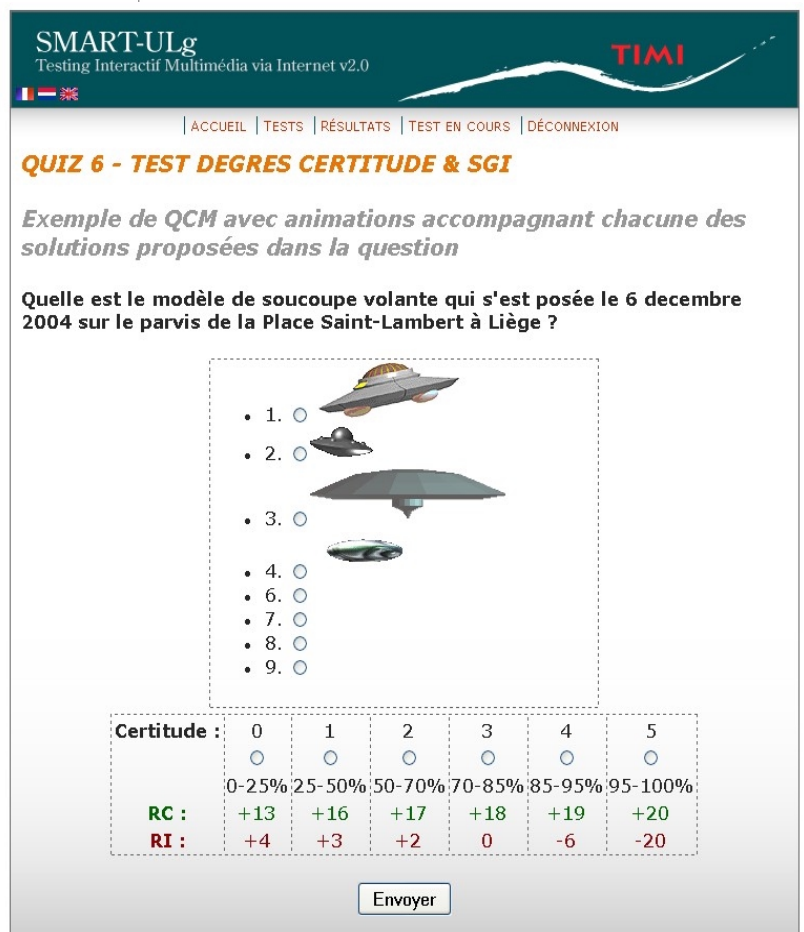 SMART-ULg
Testing Interactif Multimédia via Internet v2.0
TIMI
| ACCUEIL | TESTS | RÉSULTATS | TEST EN COURS | DÉCONNEXION
QUIZ 6 - TEST DEGRES CERTITUDE & SGI
Exemple de QCM avec animations accompagnant chacune des
solutions proposées dans la question
Quelle est le modèle de soucoupe volante qui s'est posée le 6 decembre
2004 sur le parvis de la Place Saint-Lambert à Liège ?
• 1.
• 2.
• 3.
• 4.
• 6.
• 7.
• 8.
• 9.
Certitude : 0 1 2 3 4 5
0-25% 25-50% 50-70% 70-85% 85-95% 95-100%
RC : +13 +16 +17 +18 +19 +20
RI : +4 +3 +2 0 -6 -20
Envoyer